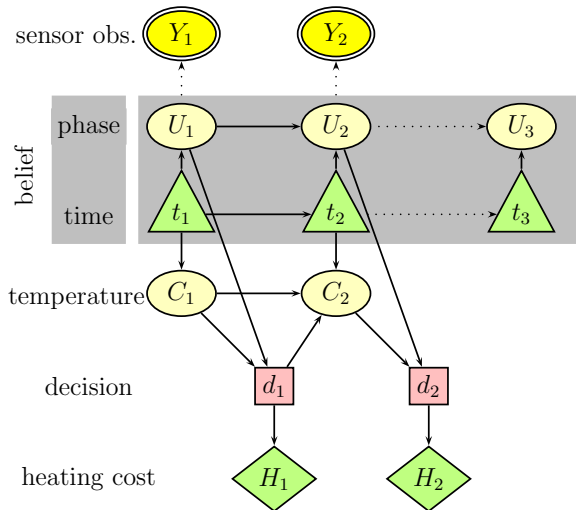 sensor obs. Y₁ Y₂
phase U₁ U₂ U₃
belief
time t₁ t₂ t₃
temperature C₁ C₂
decision d₁ d₂
heating cost H₁ H₂